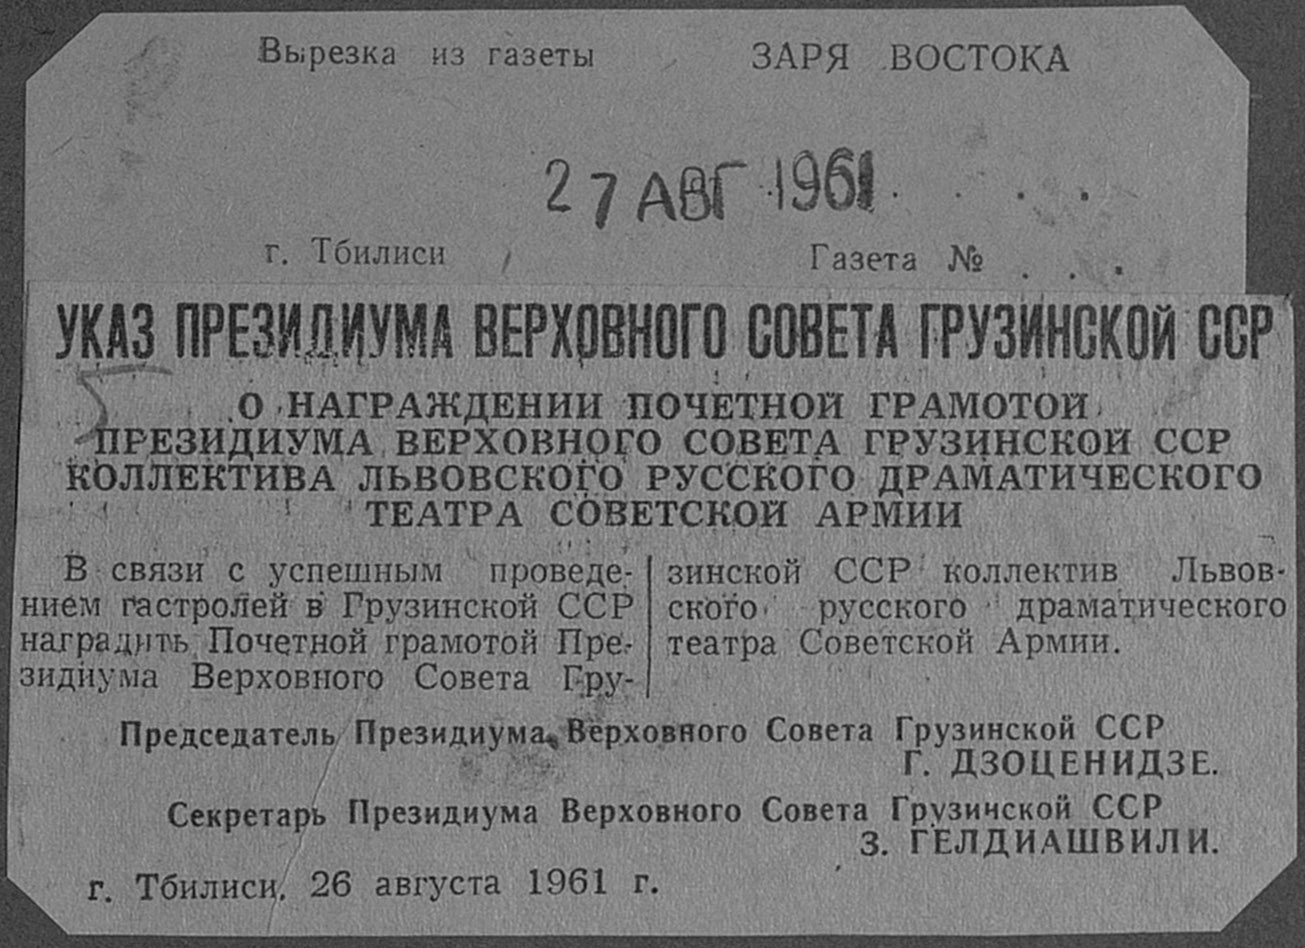 Вырезка из газеты ЗАРЯ ВОСТОКА
27 АВГ 1961
г. Тбилиси Газета №
УКАЗ ПРЕЗИДИУМА ВЕРХОВНОГО СОВЕТА ГРУЗИНСКОЙ ССР
О НАГРАЖДЕНИИ ПОЧЕТНОЙ ГРАМОТОЙ
ПРЕЗИДИУМА ВЕРХОВНОГО СОВЕТА ГРУЗИНСКОЙ ССР
КОЛЛЕКТИВА ЛЬВОВСКОГО РУССКОГО ДРАМАТИЧЕСКОГО
ТЕАТРА СОВЕТСКОЙ АРМИИ
В связи с успешным проведе-
нием гастролей в Грузинской ССР
наградить Почетной грамотой Пре-
зидиума Верховного Совета Гру-
зинской ССР коллектив Львов-
ского русского драматического
театра Советской Армии.
Председатель Президиума Верховного Совета Грузинской ССР
Г. ДЗОЦЕНИДЗЕ.
Секретарь Президиума Верховного Совета Грузинской ССР
З. ГЕЛДИАШВИЛИ.
г. Тбилиси, 26 августа 1961 г.